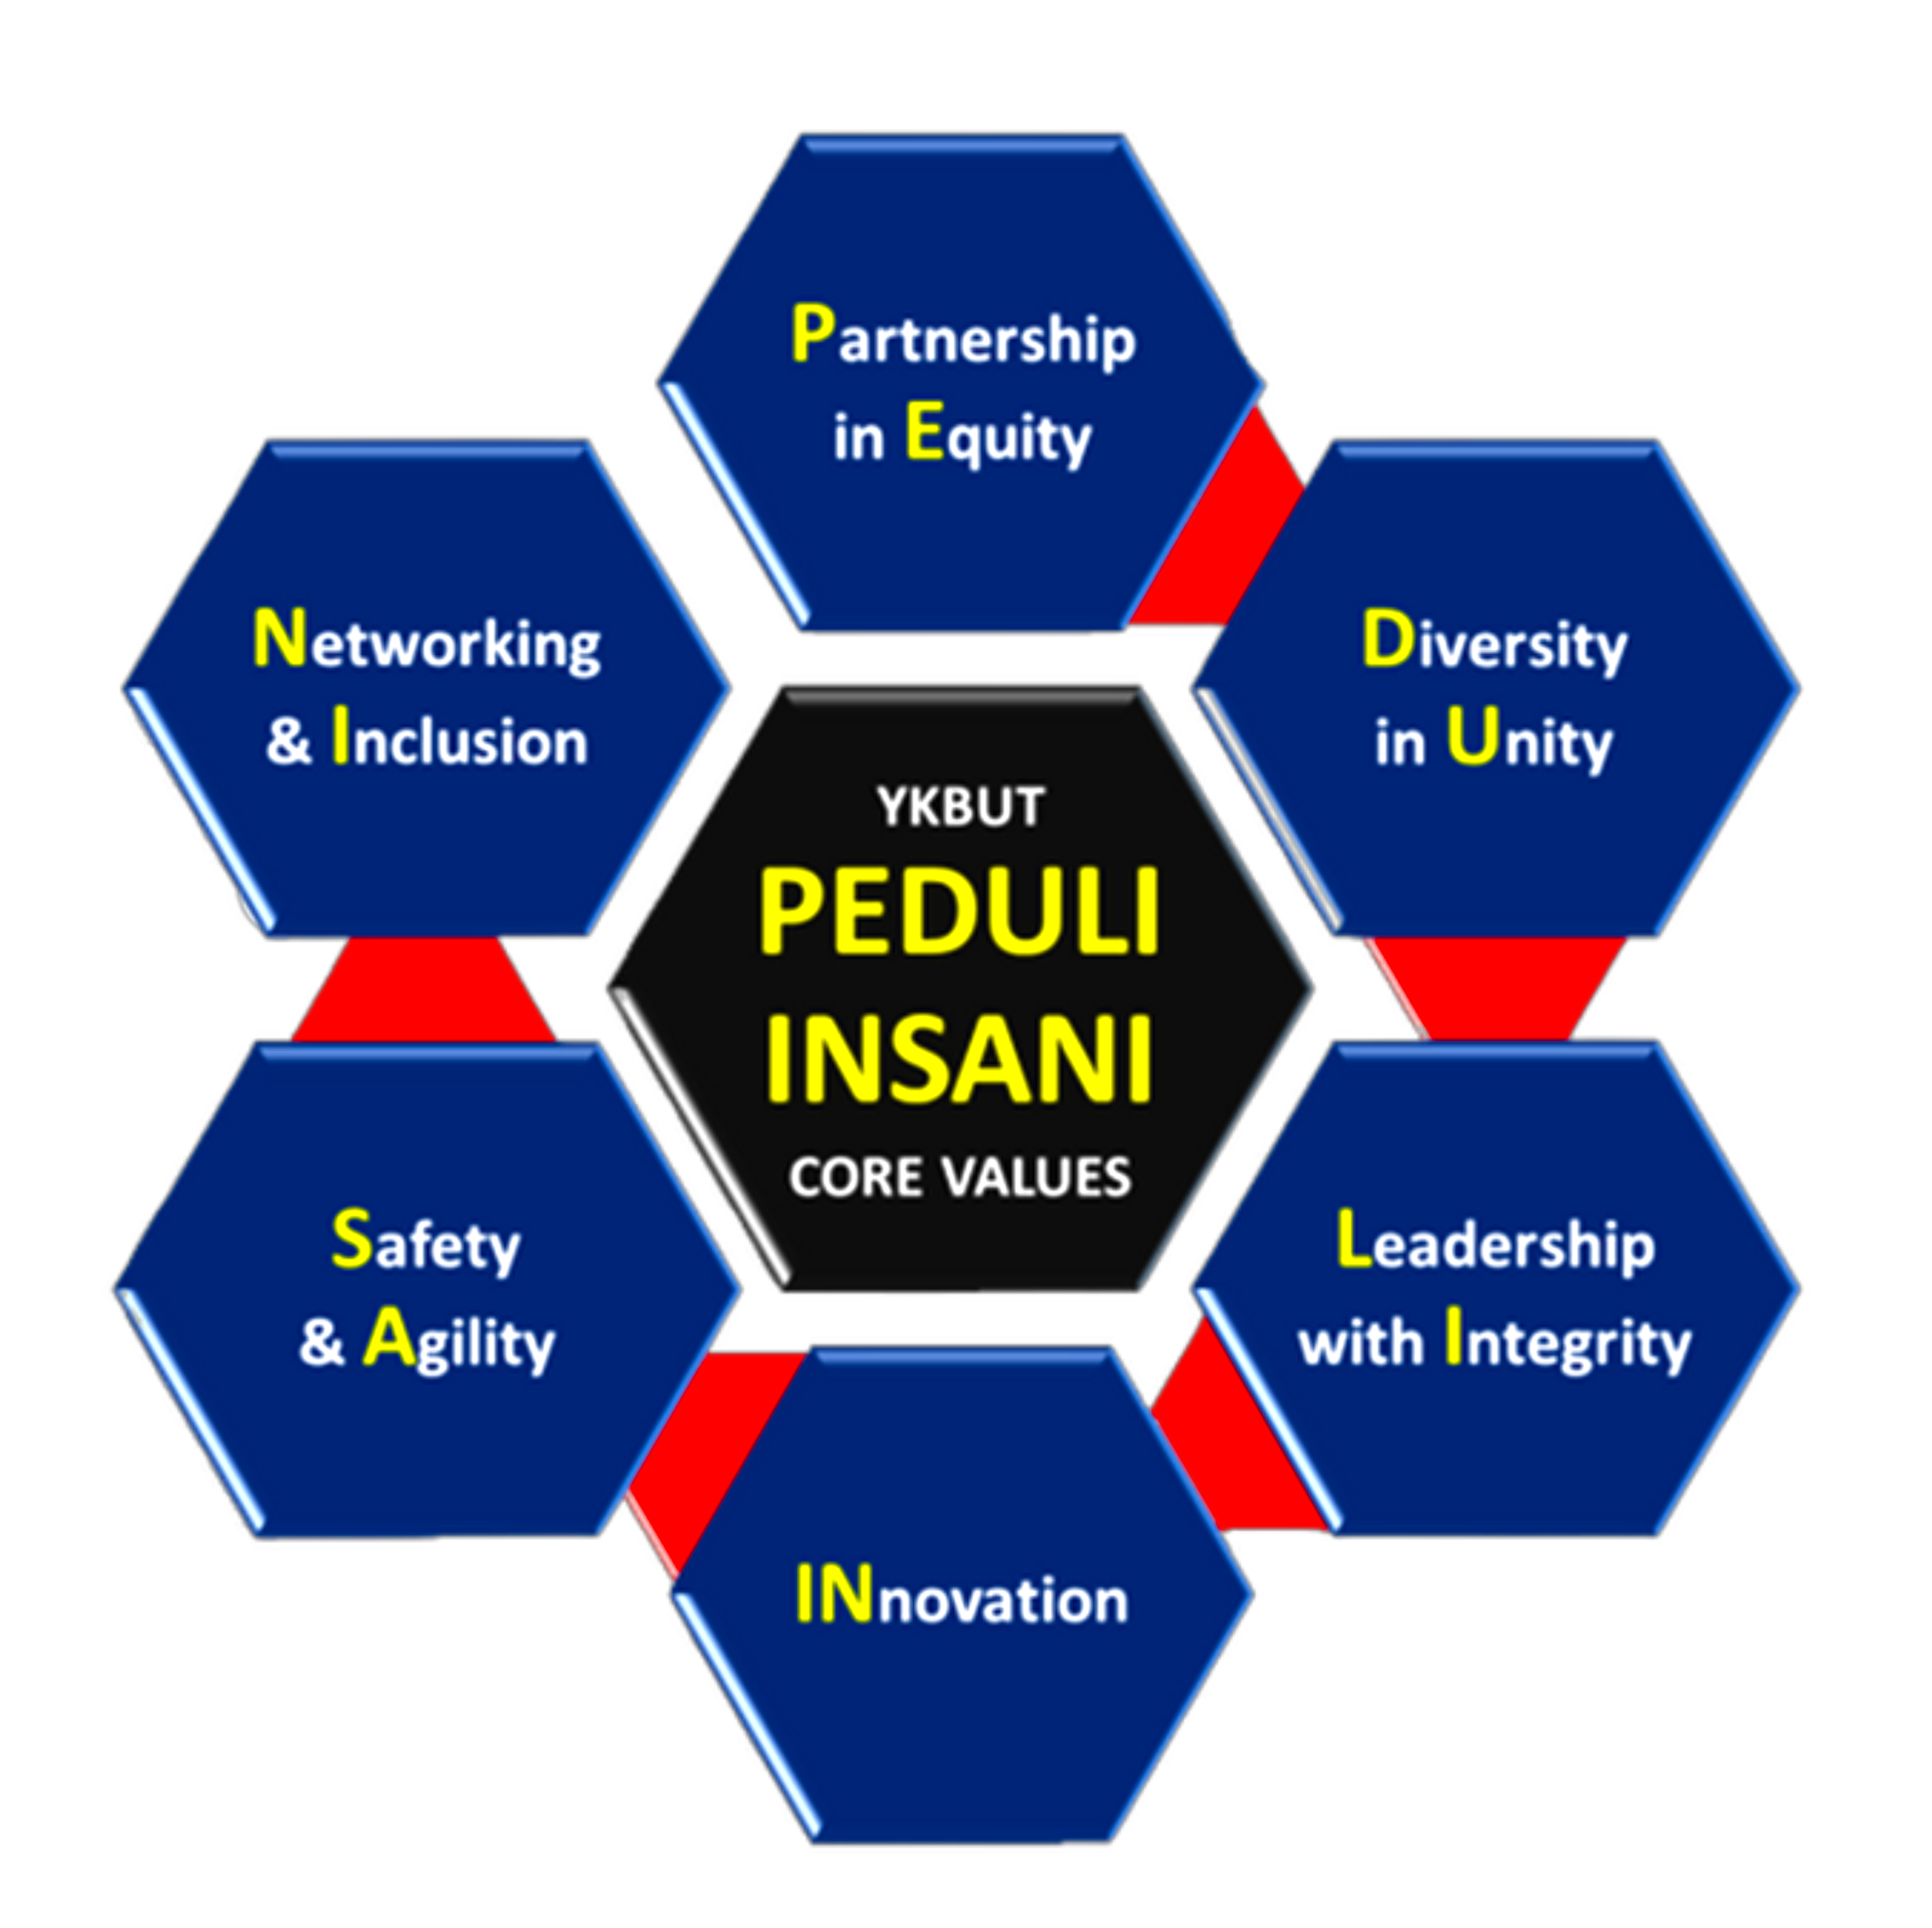 Partnership
in Equity
Diversity
in Unity
Leadership
with Integrity
INnovation
Safety
& Agility
Networking
& Inclusion
YKBUT
PEDULI
INSANI
CORE VALUES